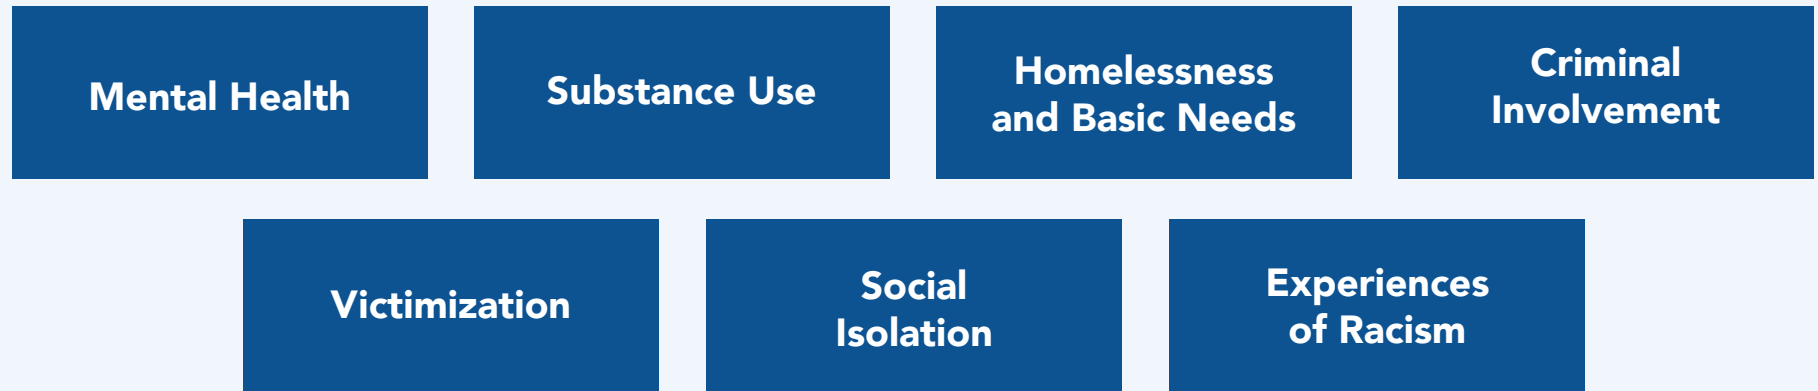 Mental Health
Substance Use
Homelessness
and Basic Needs
Criminal
Involvement
Victimization
Social
Isolation
Experiences
of Racism